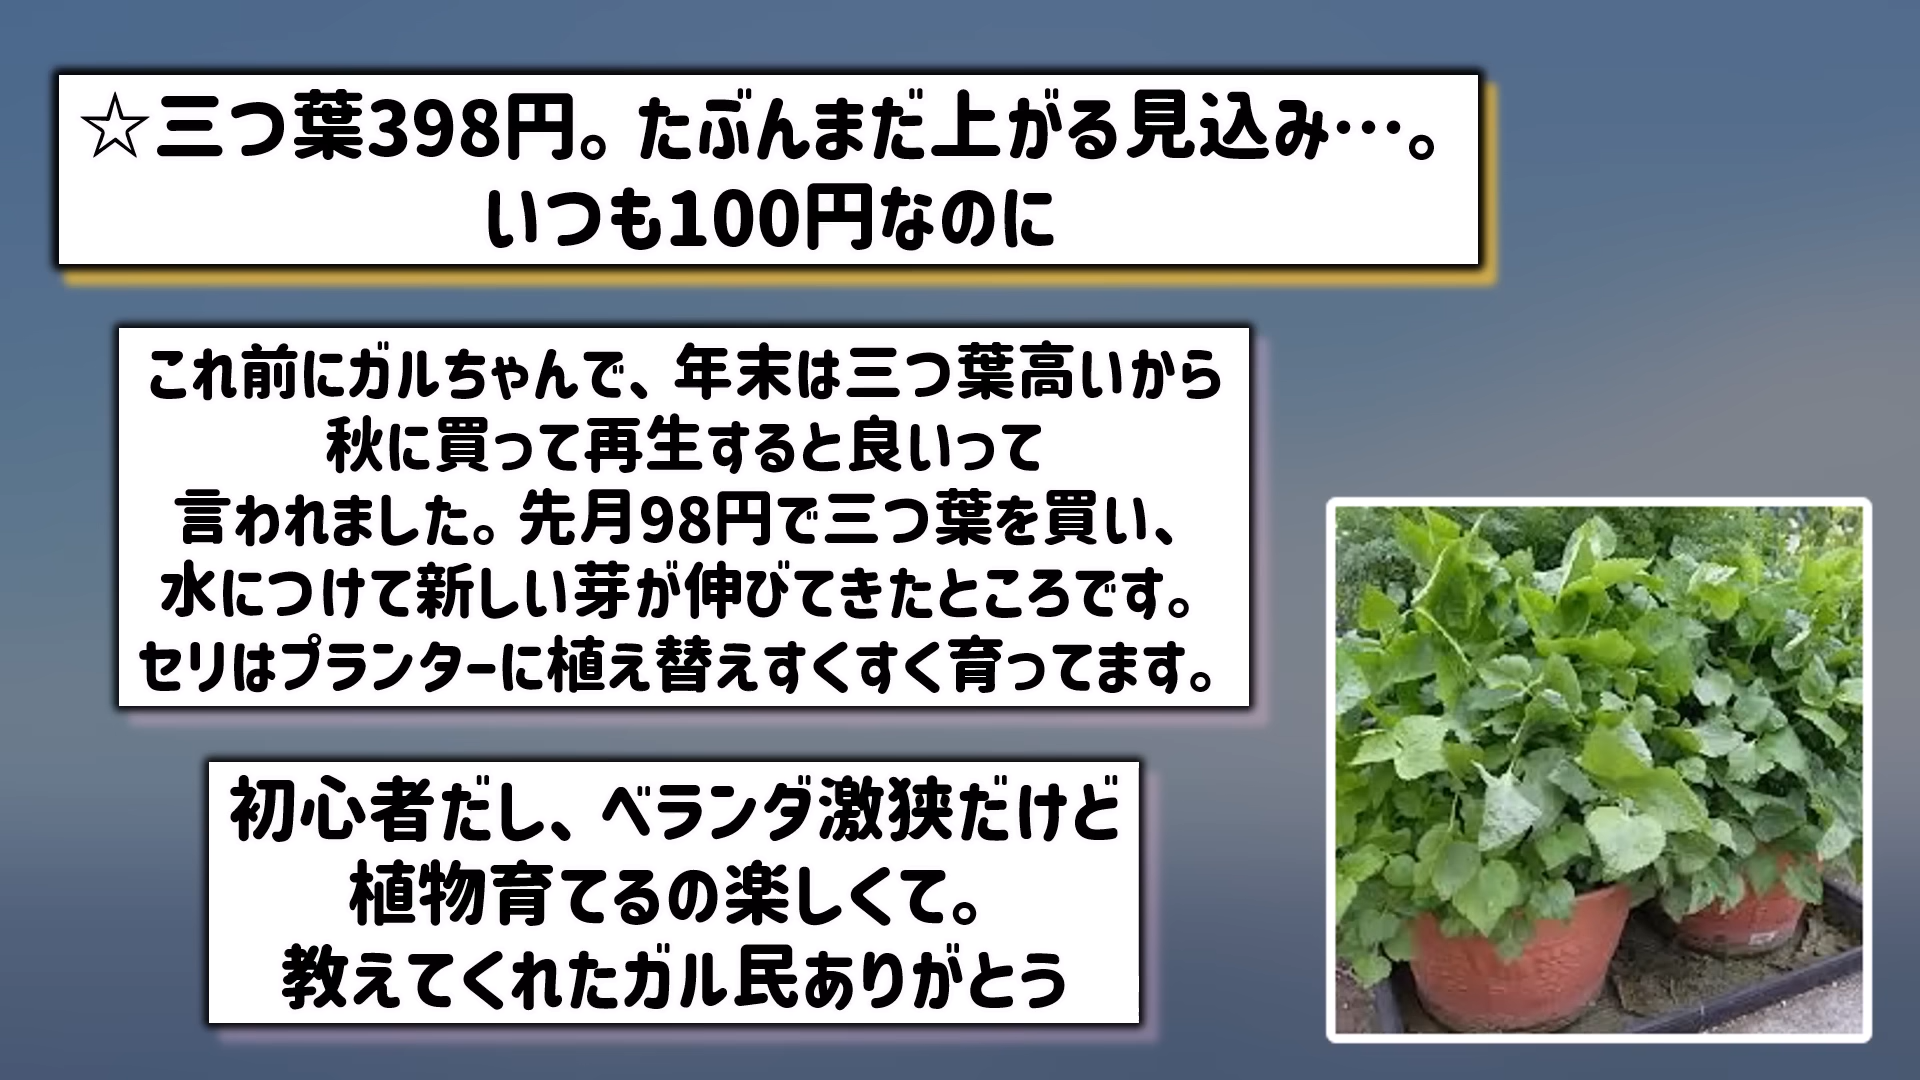 ☆三つ葉398円。たぶんまだ上がる見込み…。
いつも100円なのに
これ前にガルちゃんで、年末は三つ葉高いから
秋に買って再生すると良いって
言われました。先月98円で三つ葉を買い、
水につけて新しい芽が伸びてきたところです。
セリはプランターに植え替えすくすく育ってます。
初心者だし、ベランダ激狭だけど
植物育てるの楽しくて。
教えてくれたガル民ありがとう